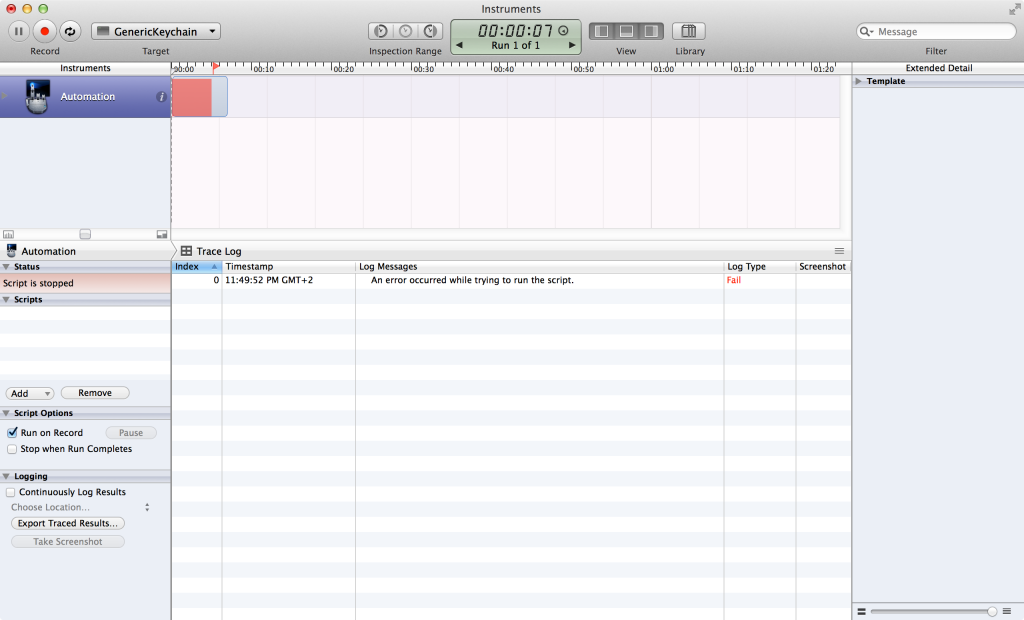 Instruments
GenericKeychain
00:00:07
Run 1 of 1
Message
Record
Target
Inspection Range
View
Library
Filter
Instruments
00:00 00:10 00:20 00:30 00:40 00:50 01:00 01:10 01:20
Extended Detail
Automation
Template
Automation
Trace Log
Status
Index Timestamp Log Messages Log Type Screenshot
Script is stopped
0 11:49:52 PM GMT+2 An error occurred while trying to run the script. Fail
Scripts
Add Remove
Script Options
Run on Record Pause
Stop when Run Completes
Logging
Continuously Log Results
Choose Location...
Export Traced Results...
Take Screenshot